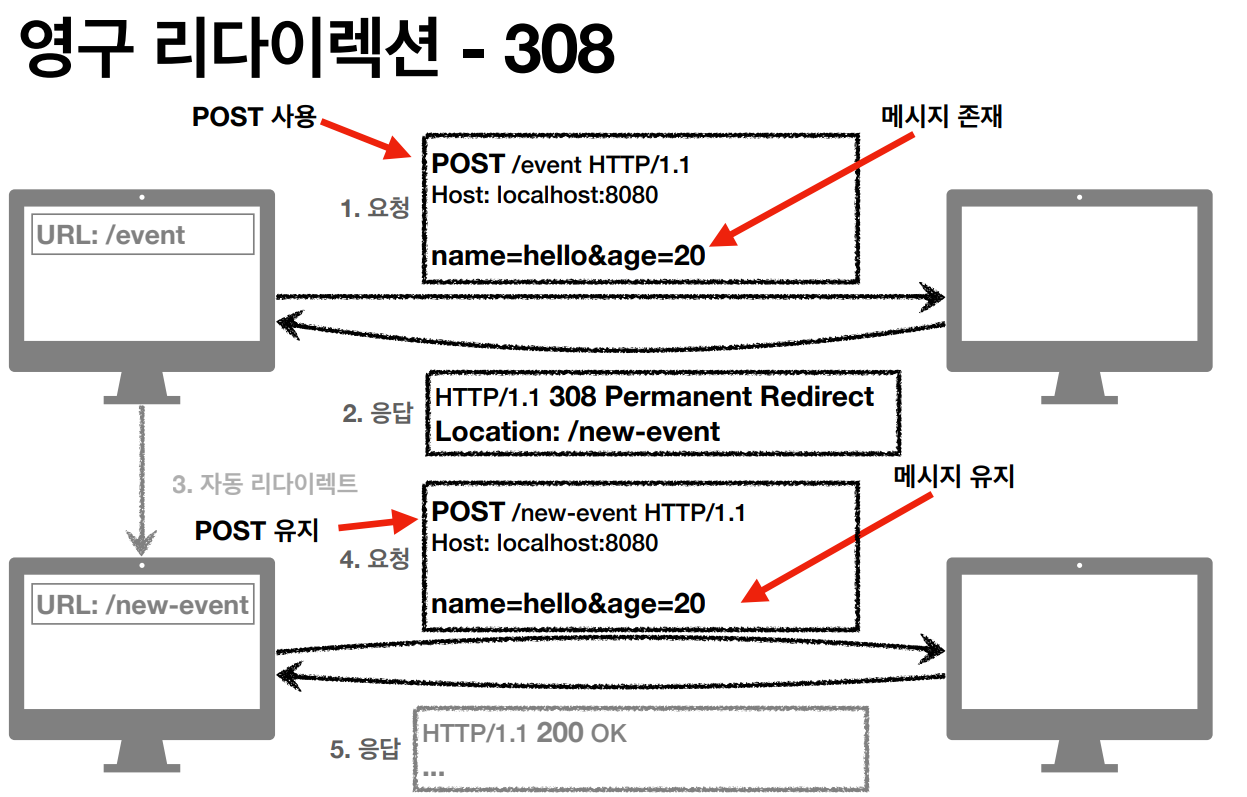 영구 리다이렉션 - 308
POST 사용
메시지 존재
POST /event HTTP/1.1
Host: localhost:8080
name=hello&age=20
1. 요청
URL: /event
2. 응답
HTTP/1.1 308 Permanent Redirect
Location: /new-event
3. 자동 리다이렉트
메시지 유지
POST 유지
POST /new-event HTTP/1.1
Host: localhost:8080
name=hello&age=20
4. 요청
URL: /new-event
5. 응답
HTTP/1.1 200 OK
...